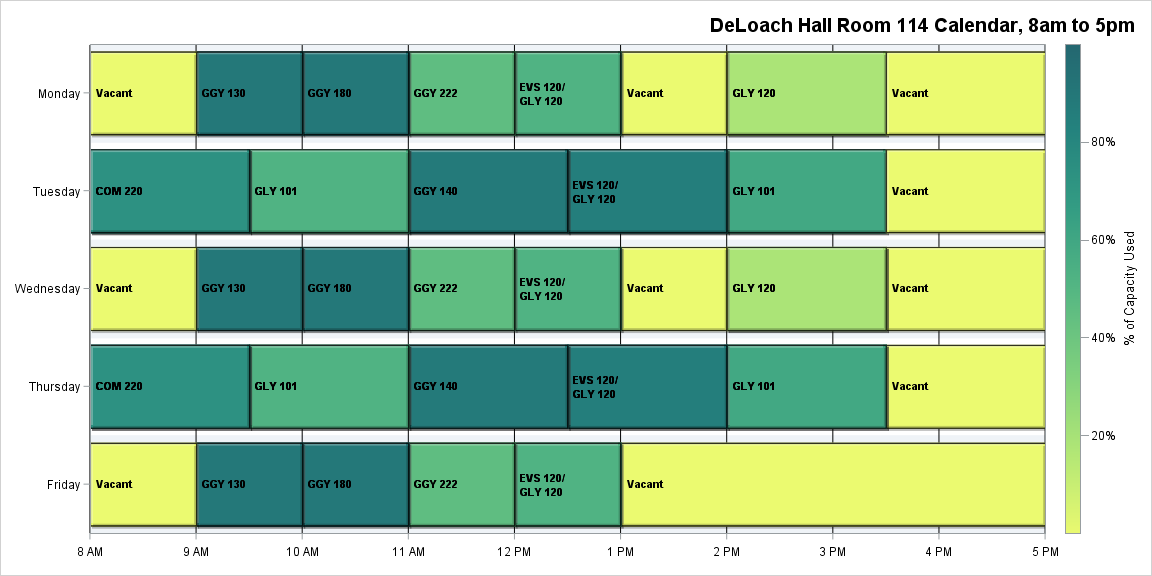 DeLoach Hall Room 114 Calendar, 8am to 5pm
Monday
Vacant
GGY 130
GGY 180
GGY 222
EVS 120/
GLY 120
Vacant
GLY 120
Vacant
Tuesday
COM 220
GLY 101
GGY 140
EVS 120/
GLY 120
GLY 101
Vacant
Wednesday
Vacant
GGY 130
GGY 180
GGY 222
EVS 120/
GLY 120
Vacant
GLY 120
Vacant
Thursday
COM 220
GLY 101
GGY 140
EVS 120/
GLY 120
GLY 101
Vacant
Friday
Vacant
GGY 130
GGY 180
GGY 222
EVS 120/
GLY 120
Vacant
8 AM
9 AM
10 AM
11 AM
12 PM
1 PM
2 PM
3 PM
4 PM
5 PM
80%
60%
40%
20%
% of Capacity Used